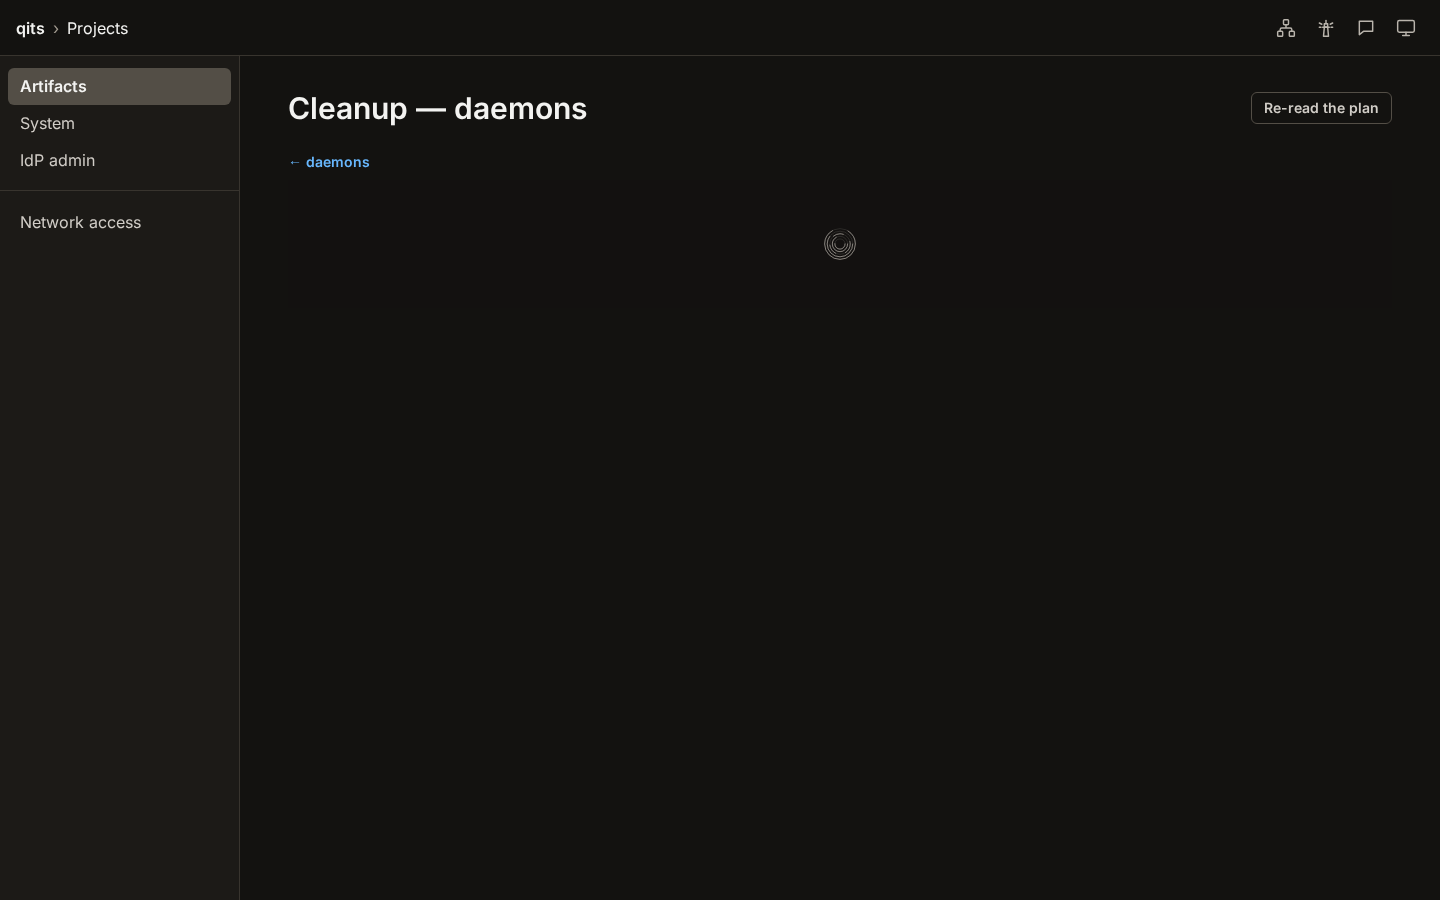 qits › Projects
Artifacts
System
IdP admin
Network access
Cleanup — daemons
Re-read the plan
← daemons